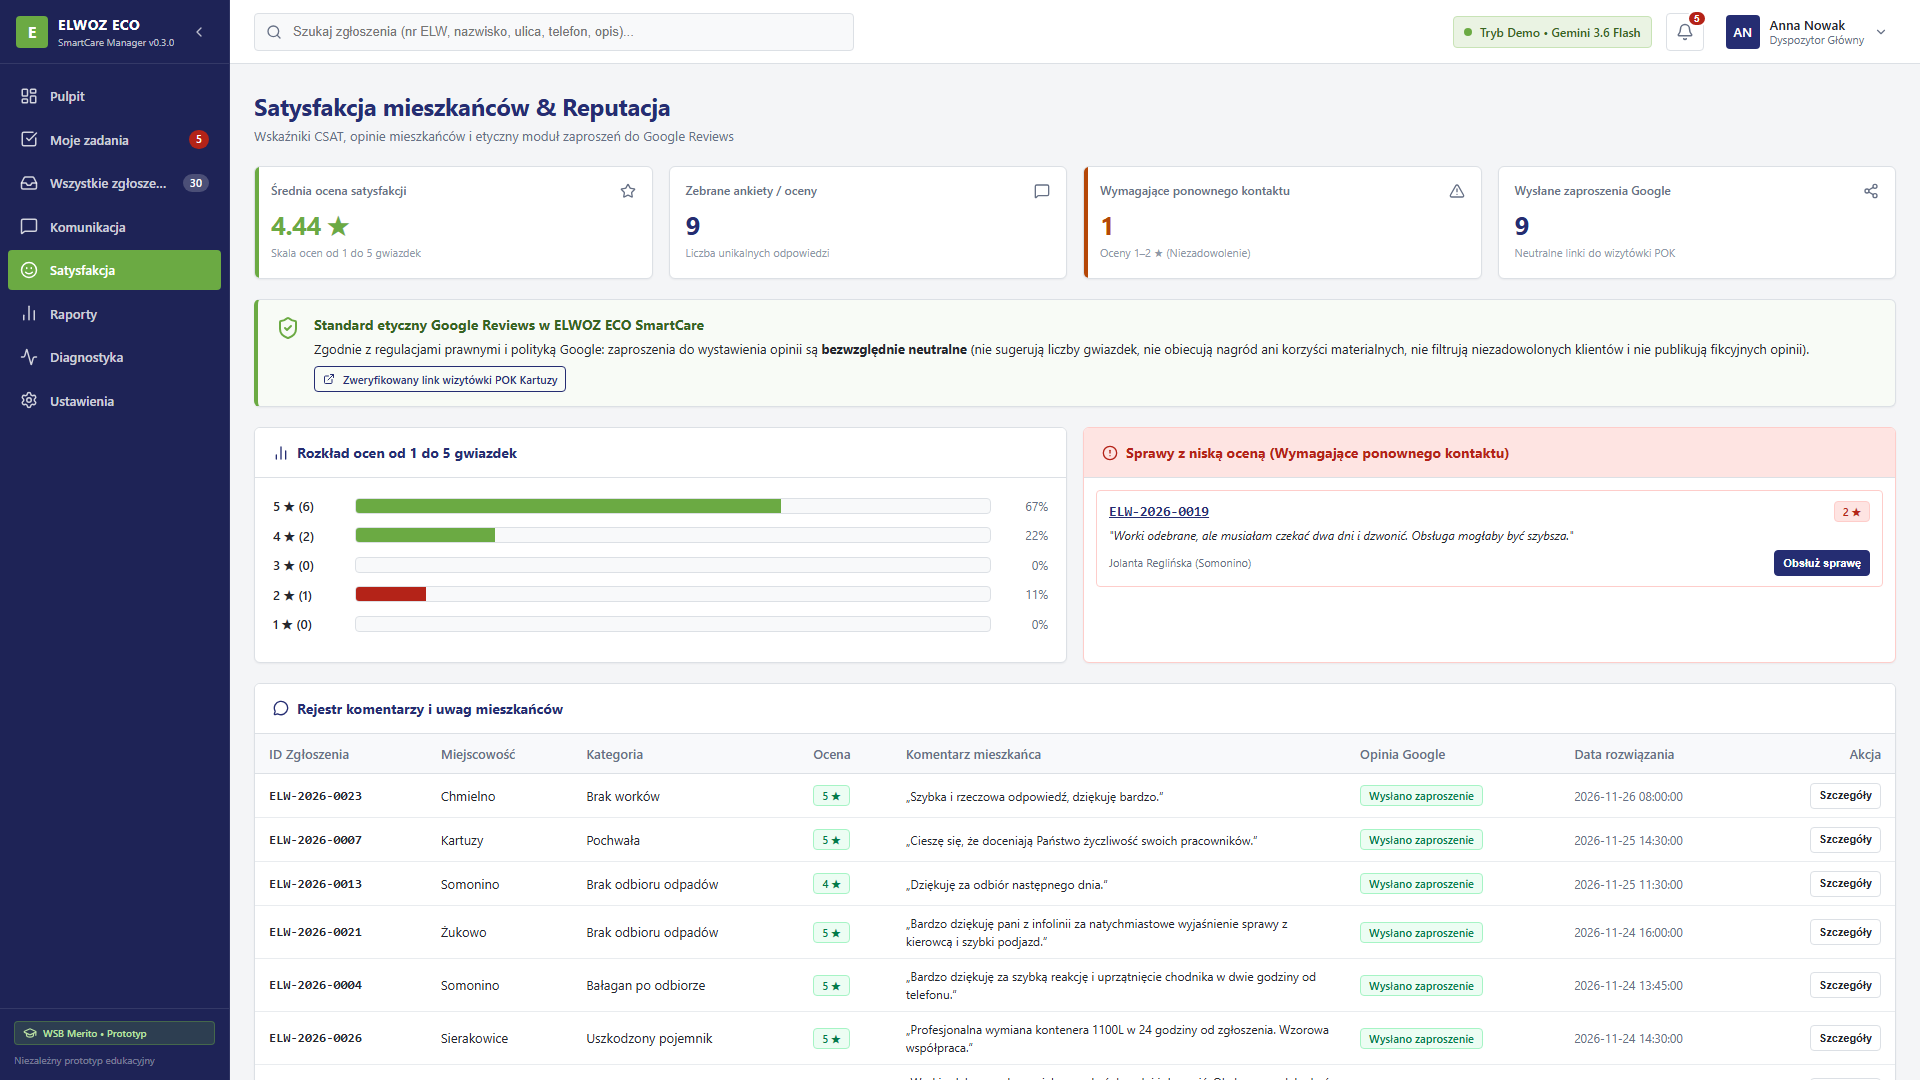 E
ELWOZ ECO
SmartCare Manager v0.3.0
Szukaj zgłoszenia (nr ELW, nazwisko, ulica, telefon, opis)...
Tryb Demo • Gemini 3.6 Flash
5
AN
Anna Nowak
Dyspozytor Główny
Pulpit
Moje zadania
5
Wszystkie zgłosze...
30
Komunikacja
Satysfakcja
Raporty
Diagnostyka
Ustawienia
WSB Merito • Prototyp
Niezależny prototyp edukacyjny
Satysfakcja mieszkańców & Reputacja
Wskaźniki CSAT, opinie mieszkańców i etyczny moduł zaproszeń do Google Reviews
Średnia ocena satysfakcji
4.44 ★
Skala ocen od 1 do 5 gwiazdek
Zebrane ankiety / oceny
9
Liczba unikalnych odpowiedzi
Wymagające ponownego kontaktu
1
Oceny 1–2 ★ (Niezadowolenie)
Wysłane zaproszenia Google
9
Neutralne linki do wizytówki POK
Standard etyczny Google Reviews w ELWOZ ECO SmartCare
Zgodnie z regulacjami prawnymi i polityką Google: zaproszenia do wystawienia opinii są bezwzględnie neutralne (nie sugerują liczby gwiazdek, nie obiecują nagród ani korzyści materialnych, nie filtrują niezadowolonych klientów i nie publikują fikcyjnych opinii).
Zweryfikowany link wizytówki POK Kartuzy
Rozkład ocen od 1 do 5 gwiazdek
5 ★ (6) 67%
4 ★ (2) 22%
3 ★ (0) 0%
2 ★ (1) 11%
1 ★ (0) 0%
Sprawy z niską oceną (Wymagające ponownego kontaktu)
ELW-2026-0019
2 ★
"Worki odebrane, ale musiałam czekać dwa dni i dzwonić. Obsługa mogłaby być szybsza."
Jolanta Reglińska (Somonino)
Obsłuż sprawę
Rejestr komentarzy i uwag mieszkańców
ID Zgłoszenia Miejscowość Kategoria Ocena Komentarz mieszkańca Opinia Google Data rozwiązania Akcja
ELW-2026-0023 Chmielno Brak worków 5 ★ „Szybka i rzeczowa odpowiedź, dziękuję bardzo.” Wysłano zaproszenie 2026-11-26 08:00:00 Szczegóły
ELW-2026-0007 Kartuzy Pochwała 5 ★ „Cieszę się, że doceniają Państwo życzliwość swoich pracowników.” Wysłano zaproszenie 2026-11-25 14:30:00 Szczegóły
ELW-2026-0013 Somonino Brak odbioru odpadów 4 ★ „Dziękuję za odbiór następnego dnia.” Wysłano zaproszenie 2026-11-25 11:30:00 Szczegóły
ELW-2026-0021 Żukowo Brak odbioru odpadów 5 ★ „Bardzo dziękuję pani z infolinii za natychmiastowe wyjaśnienie sprawy z
kierowcą i szybki podjazd.” Wysłano zaproszenie 2026-11-24 16:00:00 Szczegóły
ELW-2026-0004 Somonino Bałagan po odbiorze 5 ★ „Bardzo dziękuję za szybką reakcję i uprzątnięcie chodnika w dwie godziny od
telefonu.” Wysłano zaproszenie 2026-11-24 13:45:00 Szczegóły
ELW-2026-0026 Sierakowice Uszkodzony pojemnik 5 ★ „Profesjonalna wymiana kontenera 1100L w 24 godziny od zgłoszenia. Wzorowa
współpraca.” Wysłano zaproszenie 2026-11-24 14:30:00 Szczegóły